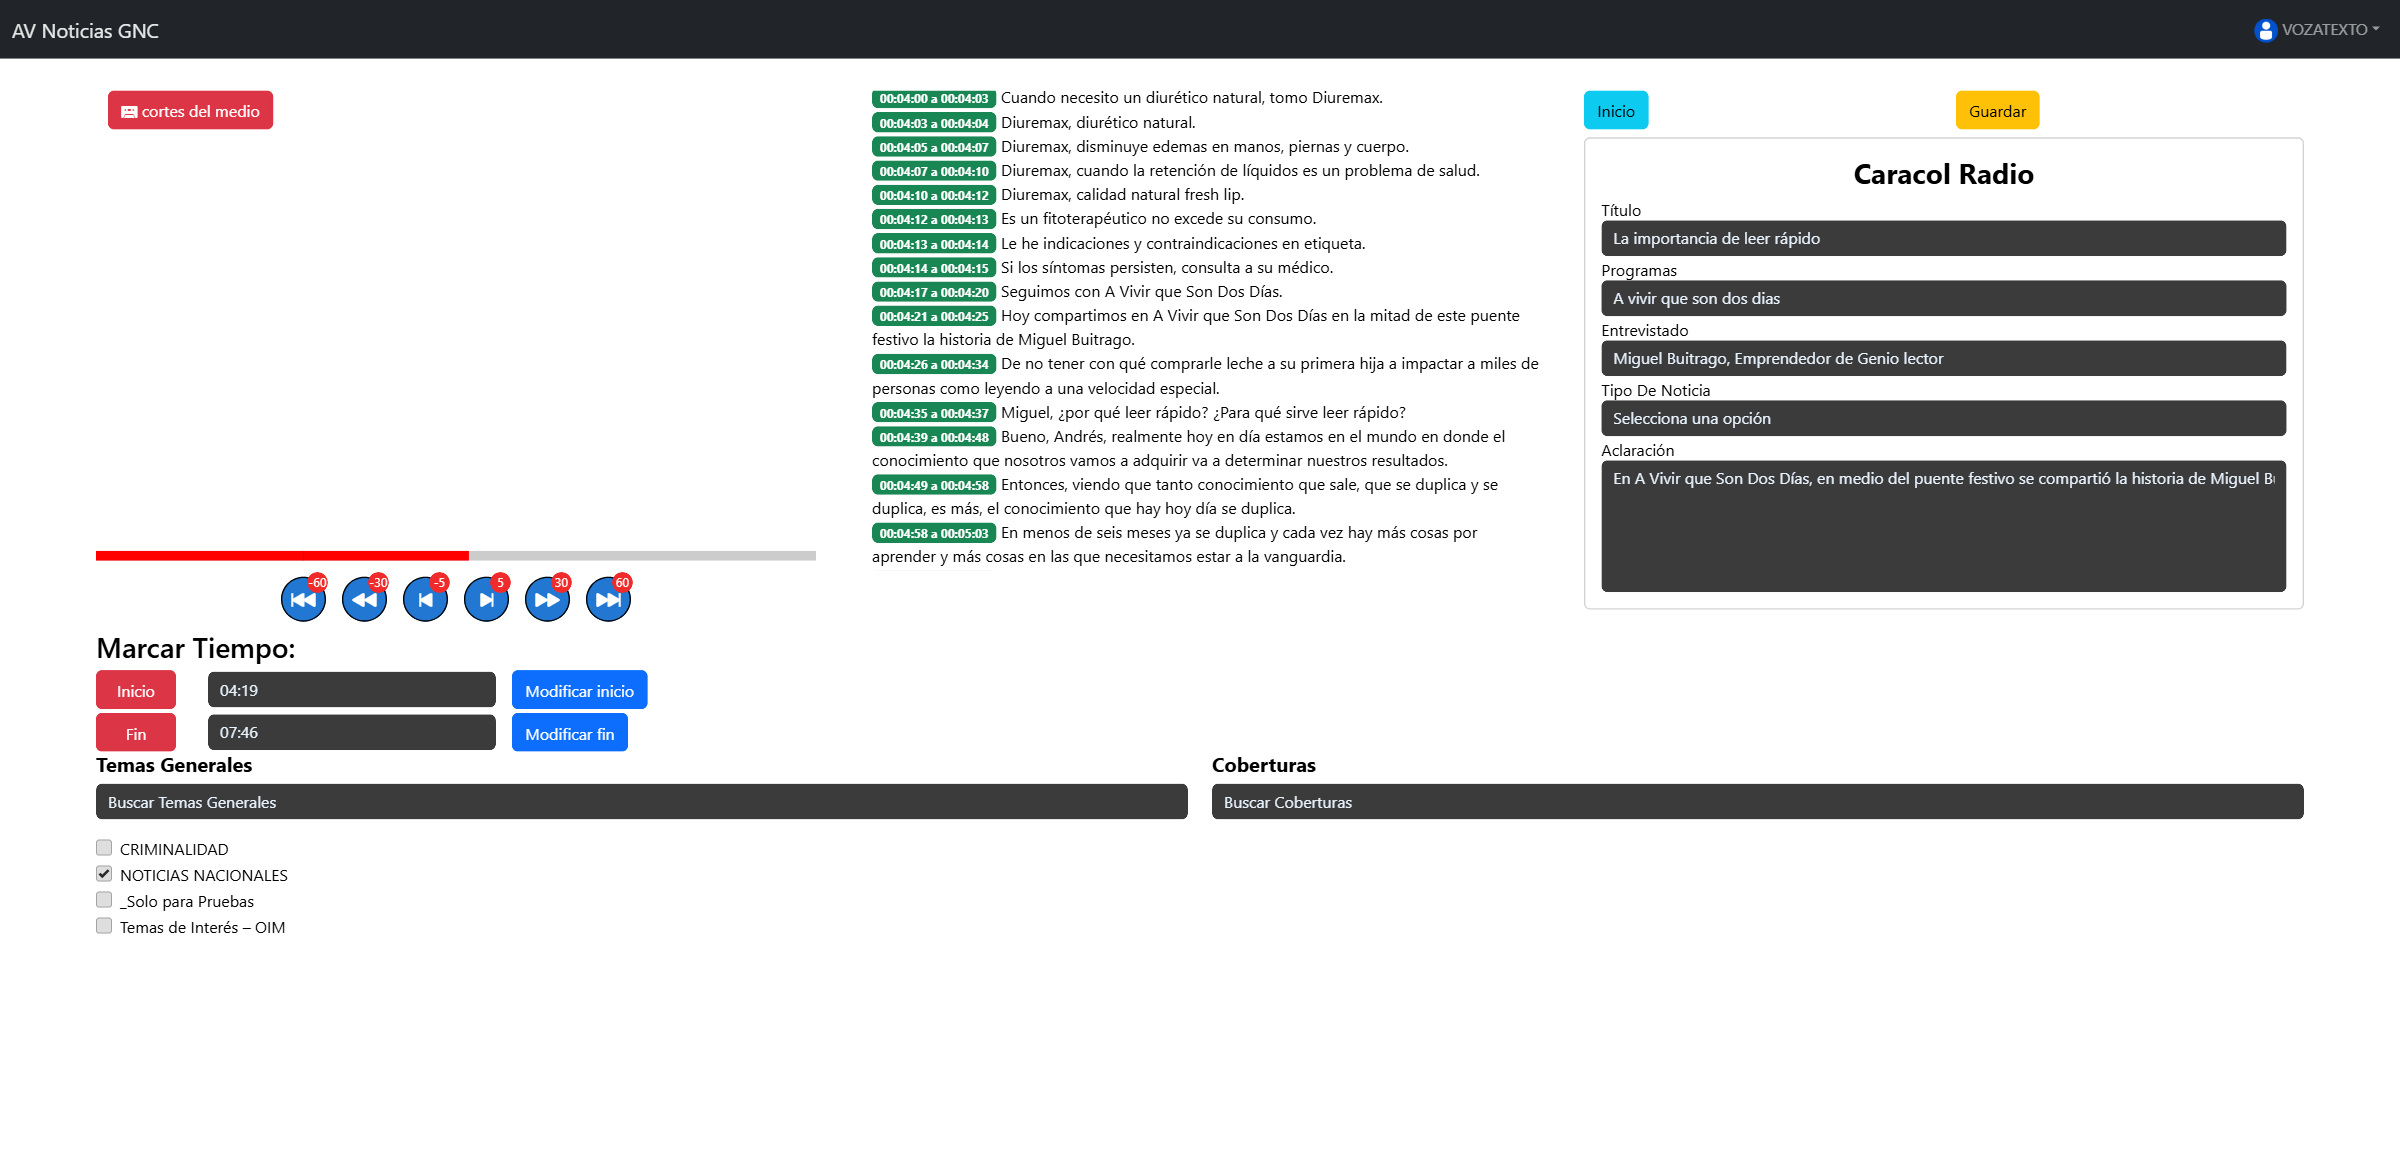 AV Noticias GNC
VOZATEXTO
cortes del medio
-60
-30
-5
5
30
60
Marcar Tiempo:
Inicio
04:19
Modificar inicio
Fin
07:46
Modificar fin
00:04:00 a 00:04:03 Cuando necesito un diurético natural, tomo Diuremax.
00:04:03 a 00:04:04 Diuremax, diurético natural.
00:04:05 a 00:04:07 Diuremax, disminuye edemas en manos, piernas y cuerpo.
00:04:07 a 00:04:10 Diuremax, cuando la retención de líquidos es un problema de salud.
00:04:10 a 00:04:12 Diuremax, calidad natural fresh lip.
00:04:12 a 00:04:13 Es un fitoterapéutico no excede su consumo.
00:04:13 a 00:04:14 Le he indicaciones y contraindicaciones en etiqueta.
00:04:14 a 00:04:15 Si los síntomas persisten, consulta a su médico.
00:04:17 a 00:04:20 Seguimos con A Vivir que Son Dos Días.
00:04:21 a 00:04:25 Hoy compartimos en A Vivir que Son Dos Días en la mitad de este puente
festivo la historia de Miguel Buitrago.
00:04:26 a 00:04:34 De no tener con qué comprarle leche a su primera hija a impactar a miles de
personas como leyendo a una velocidad especial.
00:04:35 a 00:04:37 Miguel, ¿por qué leer rápido? ¿Para qué sirve leer rápido?
00:04:39 a 00:04:48 Bueno, Andrés, realmente hoy en día estamos en el mundo en donde el
conocimiento que nosotros vamos a adquirir va a determinar nuestros resultados.
00:04:49 a 00:04:58 Entonces, viendo que tanto conocimiento que sale, que se duplica y se
duplica, es más, el conocimiento que hay hoy día se duplica.
00:04:58 a 00:05:03 En menos de seis meses ya se duplica y cada vez hay más cosas por
aprender y más cosas en las que necesitamos estar a la vanguardia.
Inicio
Guardar
Caracol Radio
Título
La importancia de leer rápido
Programas
A vivir que son dos dias
Entrevistado
Miguel Buitrago, Emprendedor de Genio lector
Tipo De Noticia
Selecciona una opción
Aclaración
En A Vivir que Son Dos Días, en medio del puente festivo se compartió la historia de Miguel
Temas Generales
Buscar Temas Generales
CRIMINALIDAD
NOTICIAS NACIONALES
_Solo para Pruebas
Temas de Interés – OIM
Coberturas
Buscar Coberturas